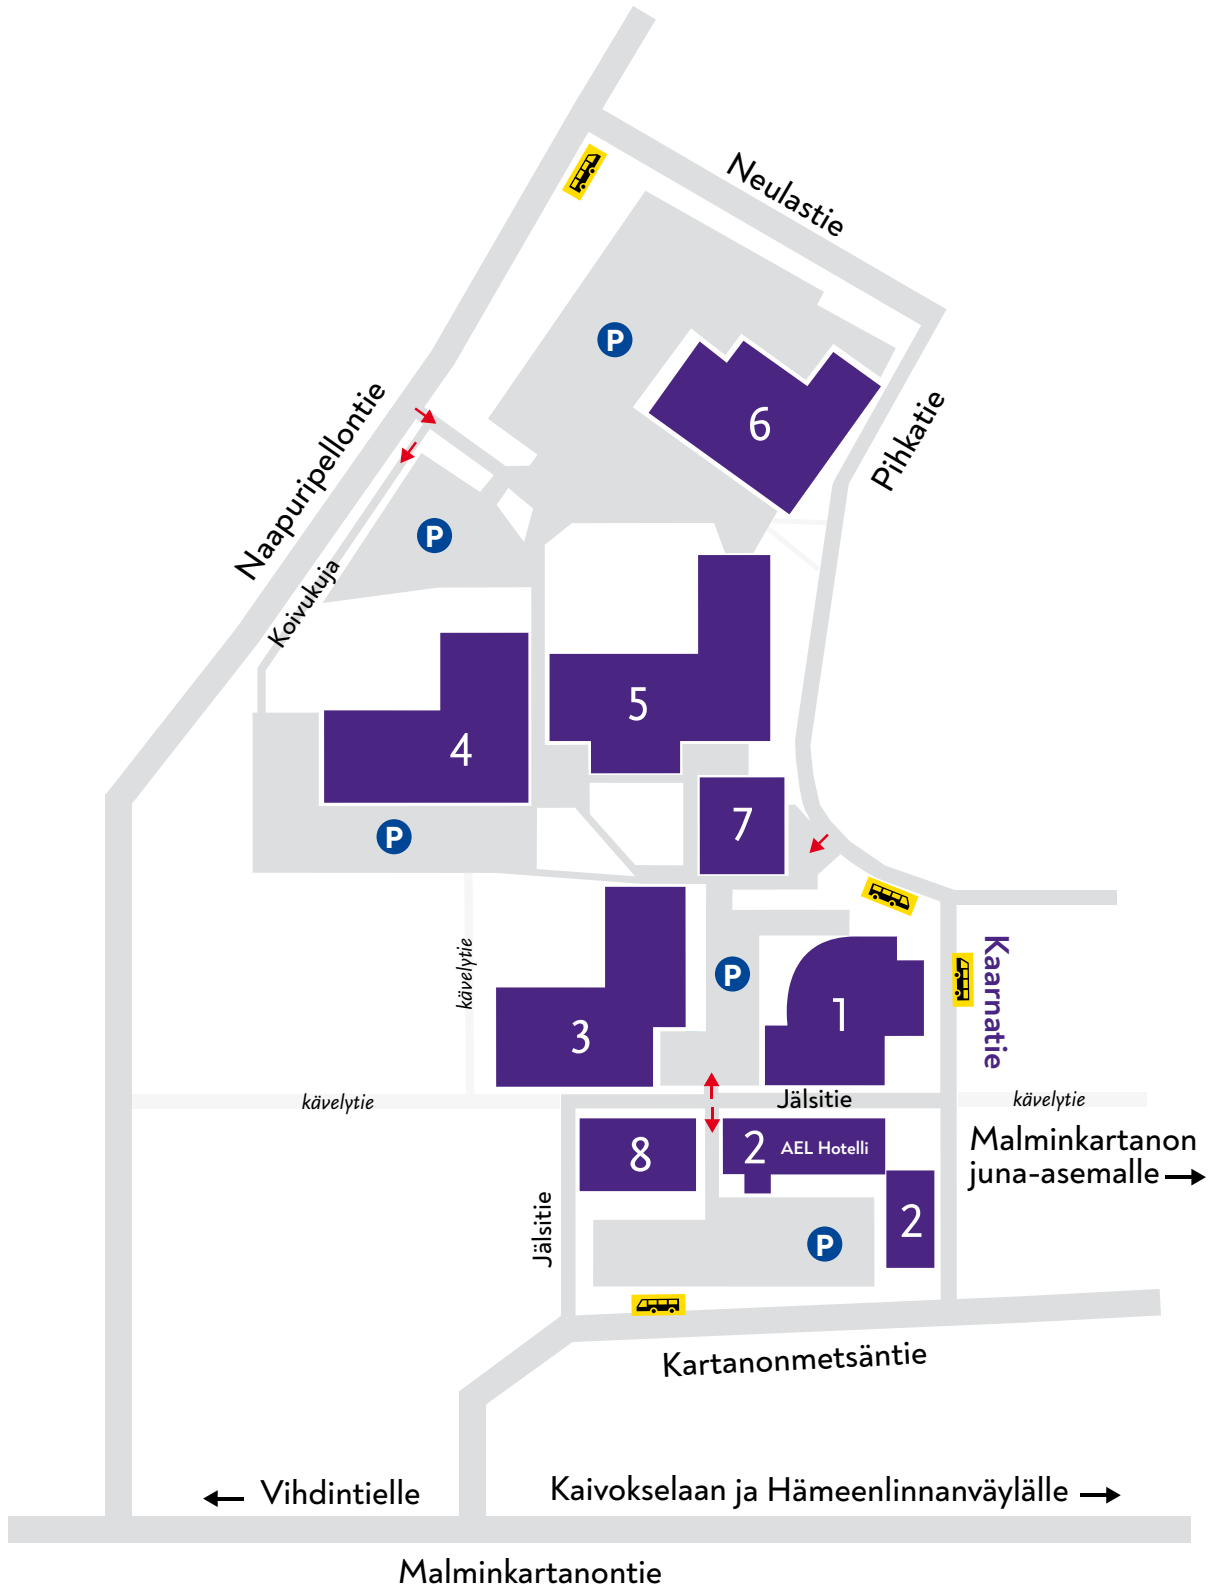 Neulastie
P
6
Naapuripellontie
Pihkatie
P
Koivukuja
5
4
7
P
kävelytie
P
Kaarnatie
1
3
kävelytie
Jälsitie
kävelytie
8
2 AEL Hotelli
Malminkartanon
juna-asemalle
Jälsitie
2
P
Kartanonmetsäntie
Vihdintielle
Kaivokselaan ja Hämeenlinnanväylälle
Malminkartanontie